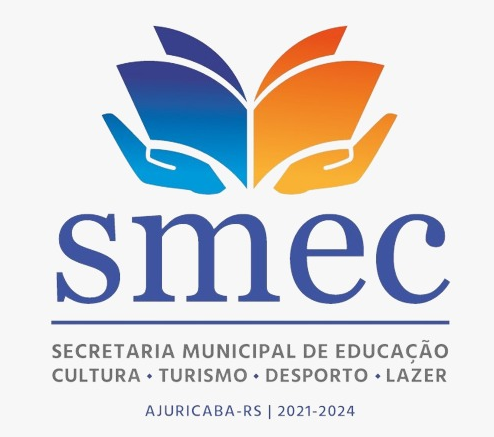 smec
SECRETARIA MUNICIPAL DE EDUCAÇÃO
CULTURA • TURISMO • DESPORTO • LAZER
AJURICABA-RS | 2021-2024